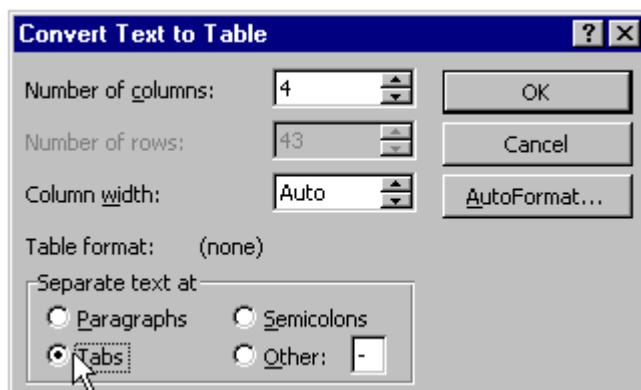 Convert Text to Table
Number of columns: 4 OK
Number of rows: 43 Cancel
Column width: Auto AutoFormat...
Table format: (none)
Separate text at
Paragraphs Semicolons
Tabs Other: -